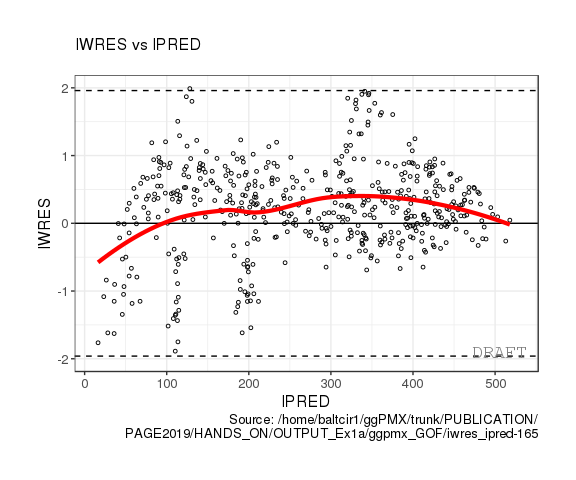 IWRES vs IPRED
2
1
0
-1
-2
IWRES
DRAFT
0 100 200 300 400 500
IPRED
Source: /home/baltcir1/ggPMX/trunk/PUBLICATION/
PAGE2019/HANDS_ON/OUTPUT_Ex1a/ggpmx_GOF/iwres_ipred-165